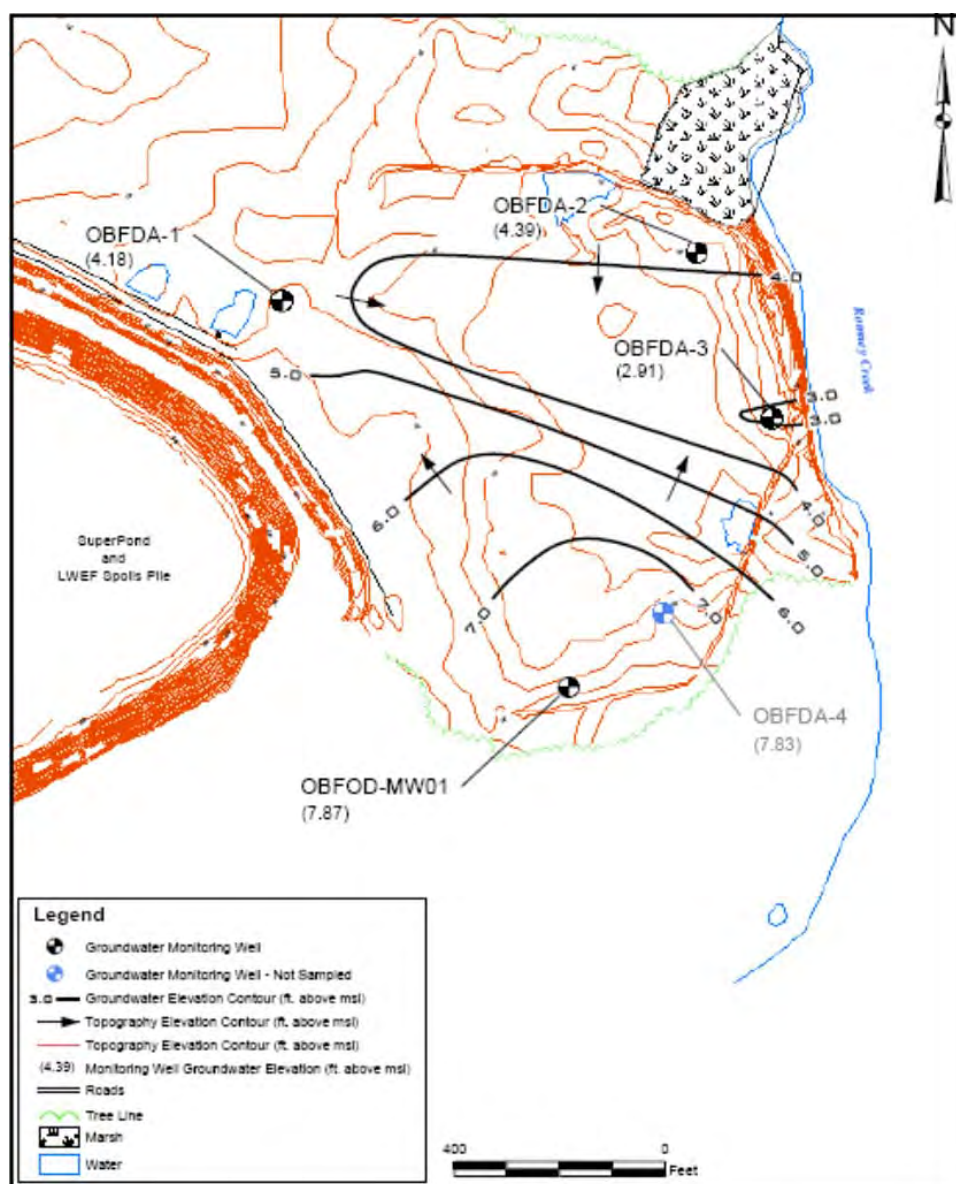 N
OBFDA-2
(4.39)
OBFDA-1
(4.18)
4.0
Romney Creek
OBFDA-3
(2.91)
5.0
3.0
3.0
6.0
4.0
SuperPond
and
LWEF Spoils Pile
5.0
7.0
7.0
6.0
OBFDA-4
(7.83)
OBFOD-MW01
(7.87)
Legend
Groundwater Monitoring Well
Groundwater Monitoring Well - Not Sampled
3.0 Groundwater Elevation Contour (ft. above msl)
Topography Elevation Contour (ft. above msl)
Topography Elevation Contour (ft. above msl)
(4.39) Monitoring Well Groundwater Elevation (ft. above msl)
Roads
Tree Line
Marsh
Water
400 0
Feet